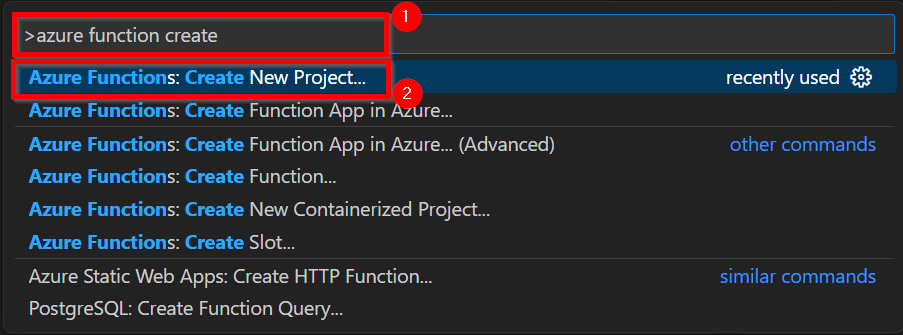 1
>azure function create
Azure Functions: Create New Project... recently used
2
Azure Functions: Create Function App in Azure...
Azure Functions: Create Function App in Azure... (Advanced) other commands
Azure Functions: Create Function...
Azure Functions: Create New Containerized Project...
Azure Functions: Create Slot...
Azure Static Web Apps: Create HTTP Function... similar commands
PostgreSQL: Create Function Query...